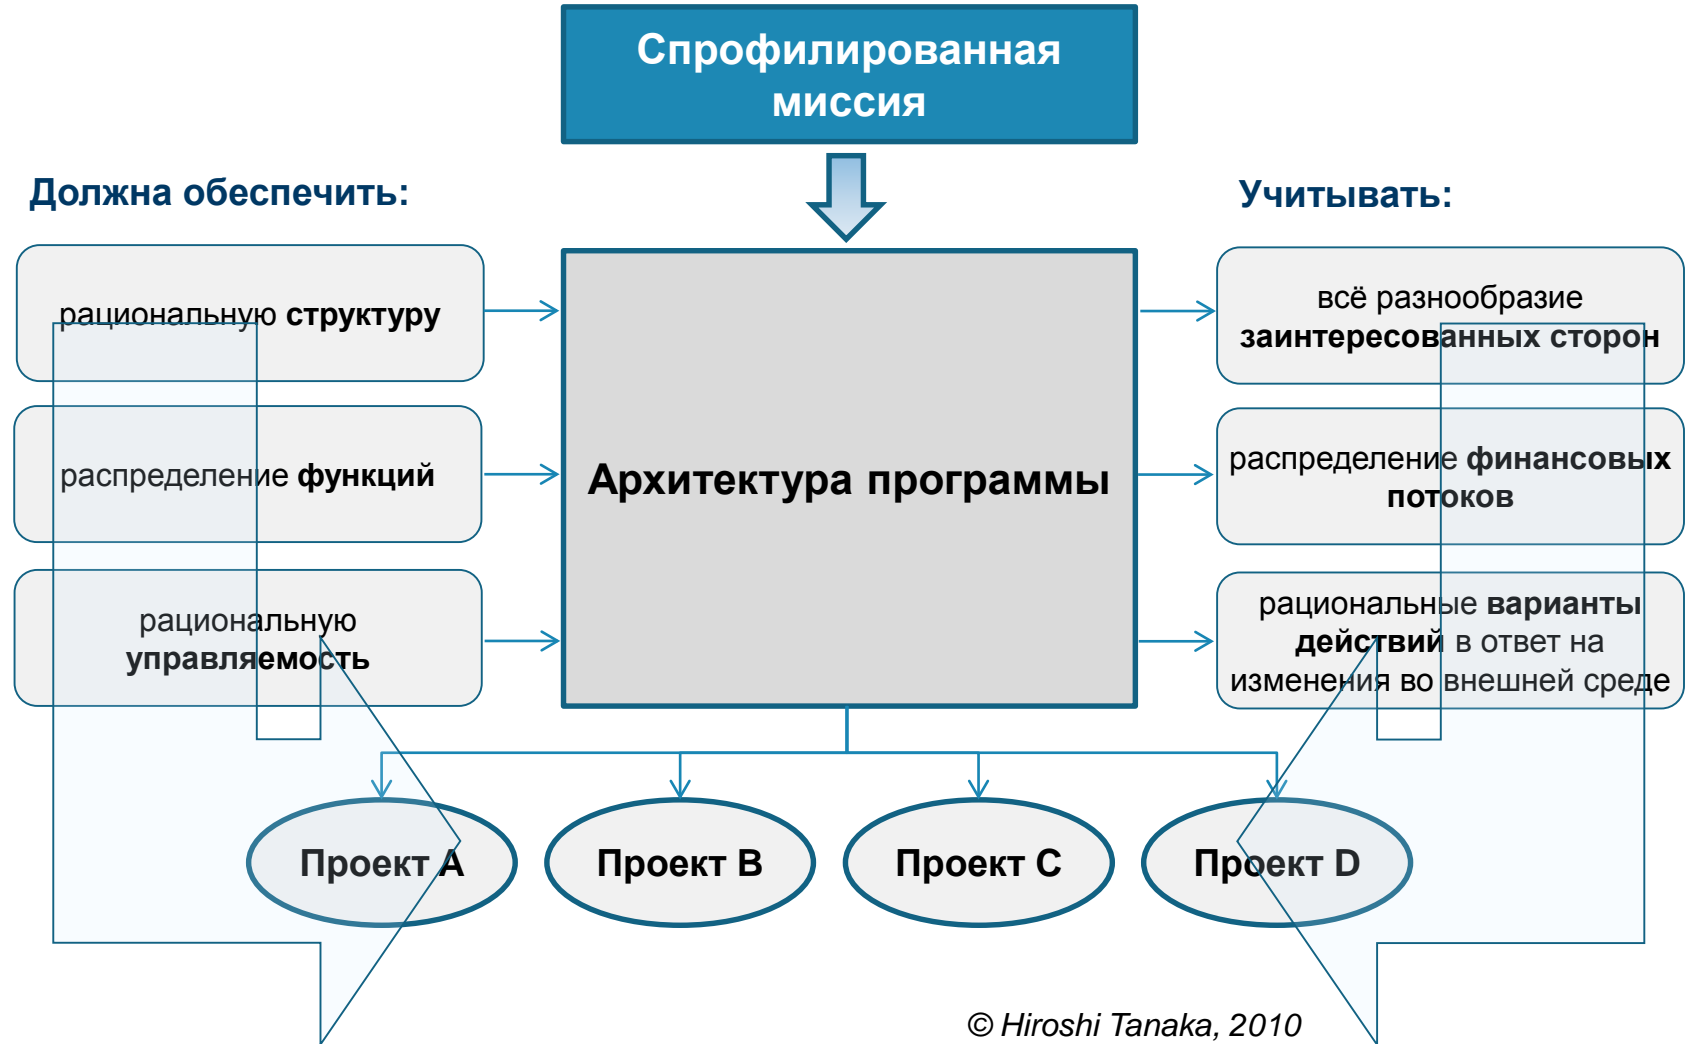 Спрофилированная
миссия
Должна обеспечить:
Учитывать:
рациональную структуру
распределение функций
рациональную
управляемость
Архитектура программы
всё разнообразие
заинтересованных сторон
распределение финансовых
потоков
рациональные варианты
действий в ответ на
изменения во внешней среде
Проект A
Проект B
Проект C
Проект D
© Hiroshi Tanaka, 2010